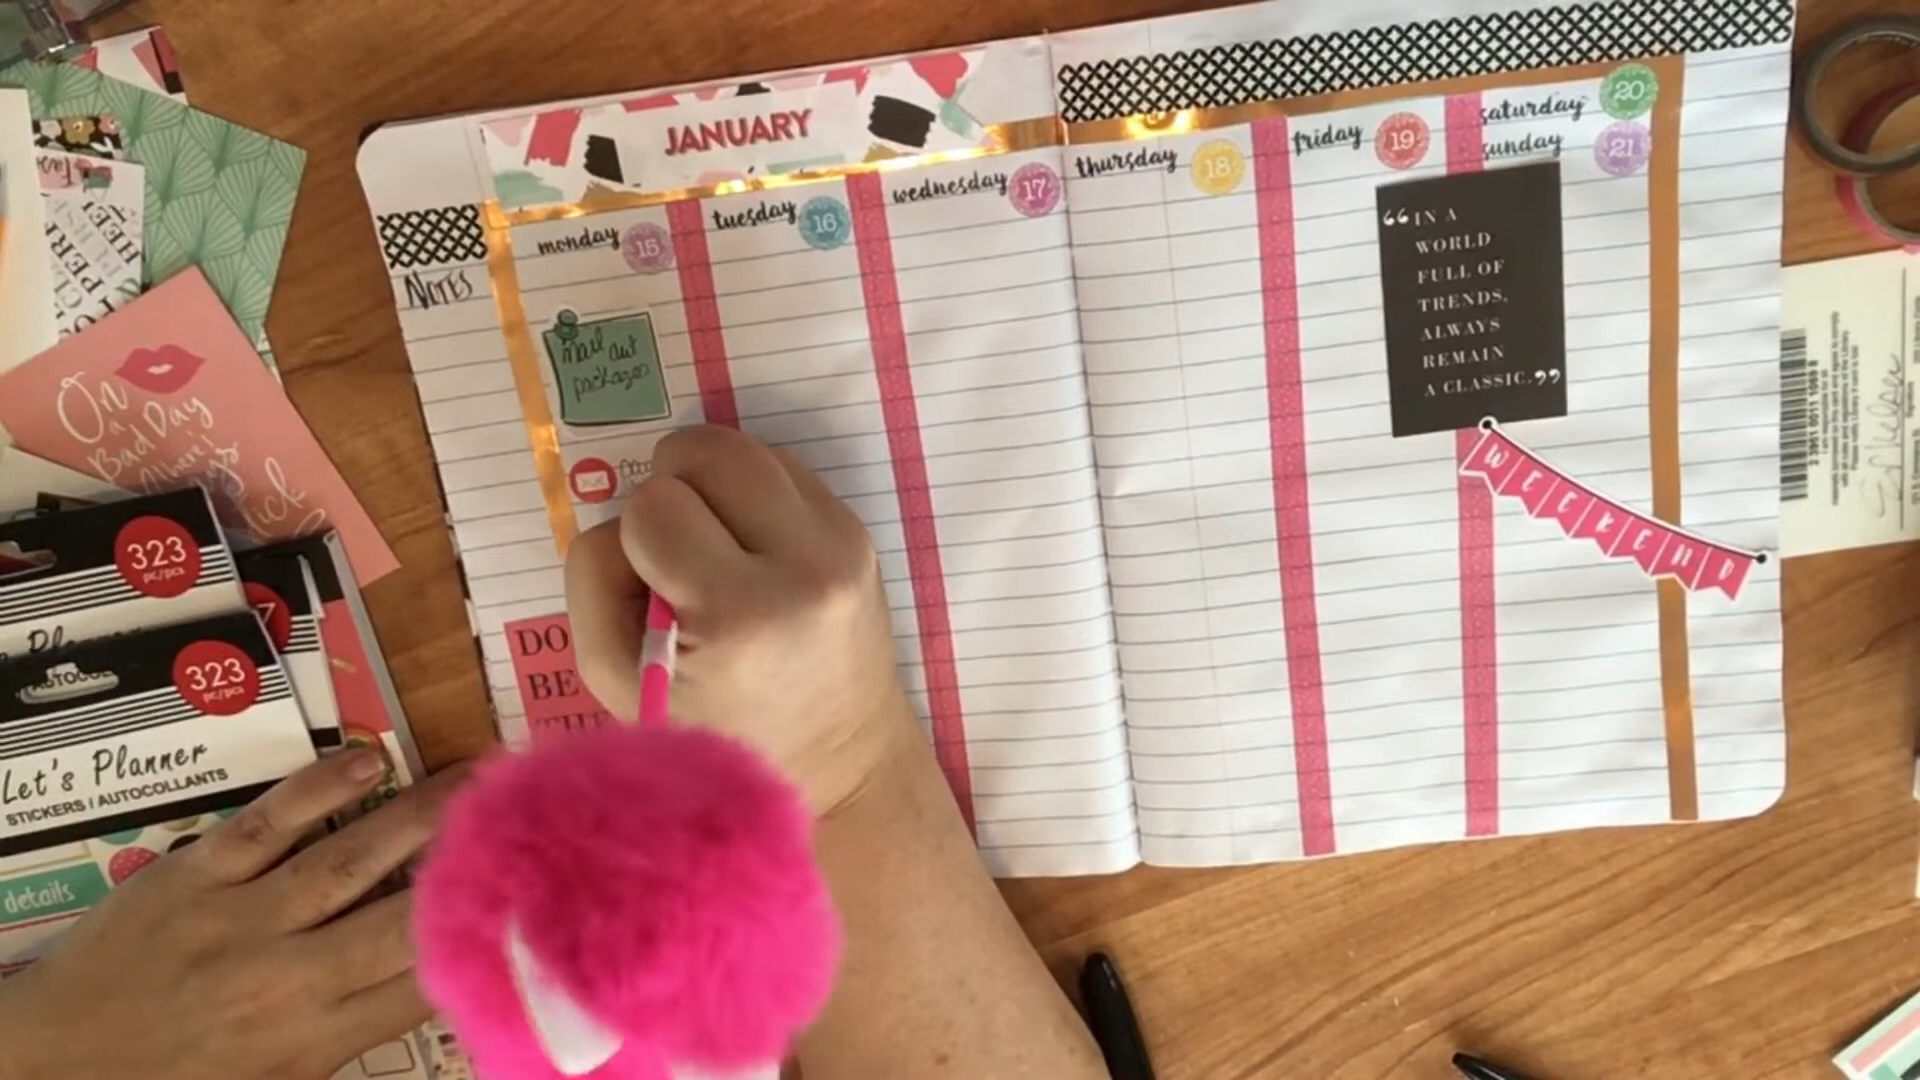 JANUARY
monday 15
tuesday 16
wednesday 17
thursday 18
friday 19
saturday 20
sunday 21
NOTES
mail out
packages
DO
BE
THE
“IN A
WORLD
FULL OF
TRENDS,
ALWAYS
REMAIN
A CLASSIC.”
WEEKEND
On
a
Bad Day
there's
323
pc/pcs
323
pc/pcs
Let's Planner
STICKERS / AUTOCOLLANTS
details